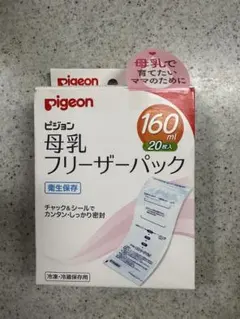 pigeon
母乳で
育てたい
ママのために
pigeon
ピジョン
母乳
フリーザーパック
160
ml
20枚入
衛生保存
チャック&シールで
カンタン・しっかり密封
冷凍・冷蔵保存用